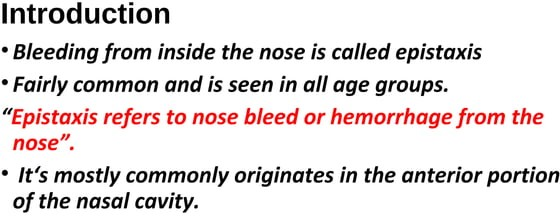 Introduction
• Bleeding from inside the nose is called epistaxis
• Fairly common and is seen in all age groups.
“Epistaxis refers to nose bleed or hemorrhage from the
nose”.
• It‘s mostly commonly originates in the anterior portion
of the nasal cavity.